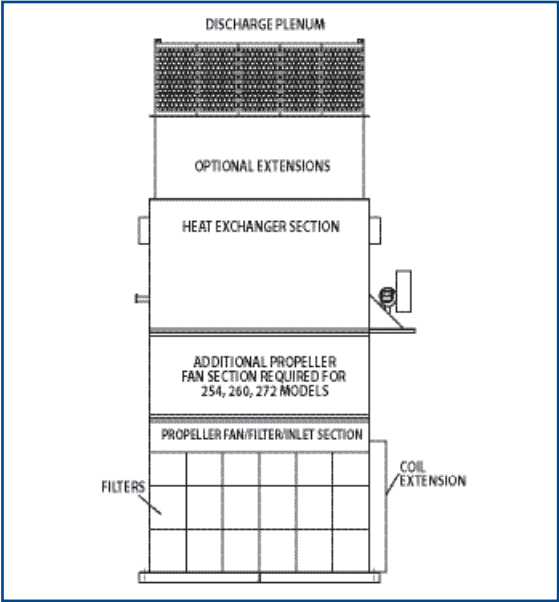 DISCHARGE PLENUM
OPTIONAL EXTENSIONS
HEAT EXCHANGER SECTION
ADDITIONAL PROPELLER
FAN SECTION REQUIRED FOR
254, 260, 272 MODELS
PROPELLER FAN/FILTER/INLET SECTION
COIL
EXTENSION
FILTERS